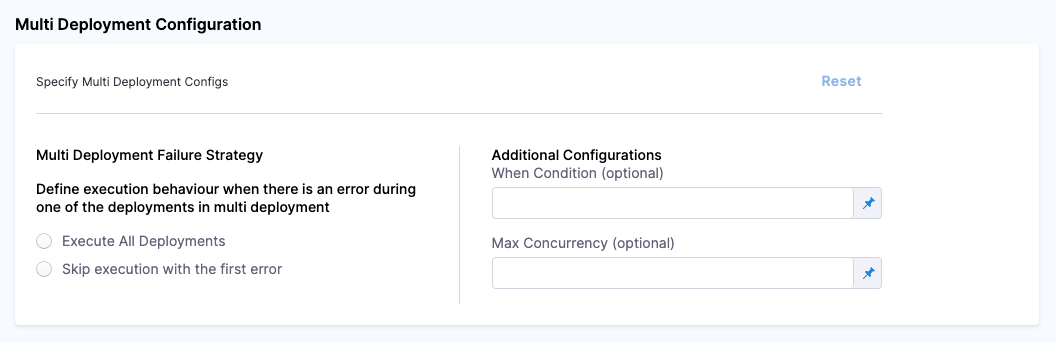 Multi Deployment Configuration
Specify Multi Deployment Configs
Reset
Multi Deployment Failure Strategy
Define execution behaviour when there is an error during
one of the deployments in multi deployment
Execute All Deployments
Skip execution with the first error
Additional Configurations
When Condition (optional)
Max Concurrency (optional)